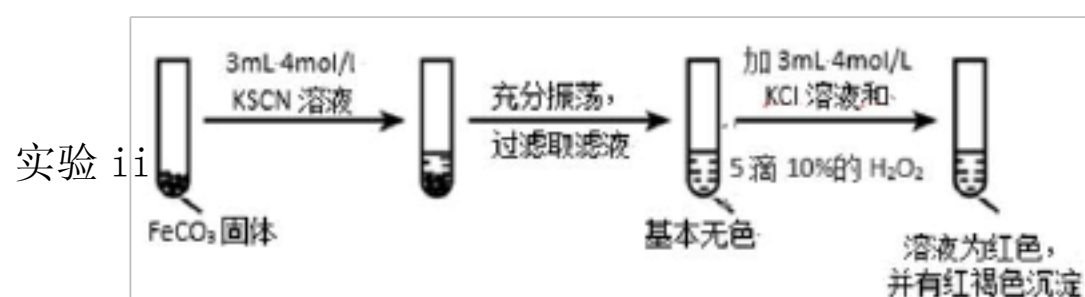 实验 ii
3mL 4mol/l
KSCN 溶液
充分振荡，
过滤取滤液
加 3mL 4mol/L
KCl 溶液和
5滴 10%的 H₂O₂
FeCO₃ 固体
基本无色
溶液为红色，
并有红褐色沉淀